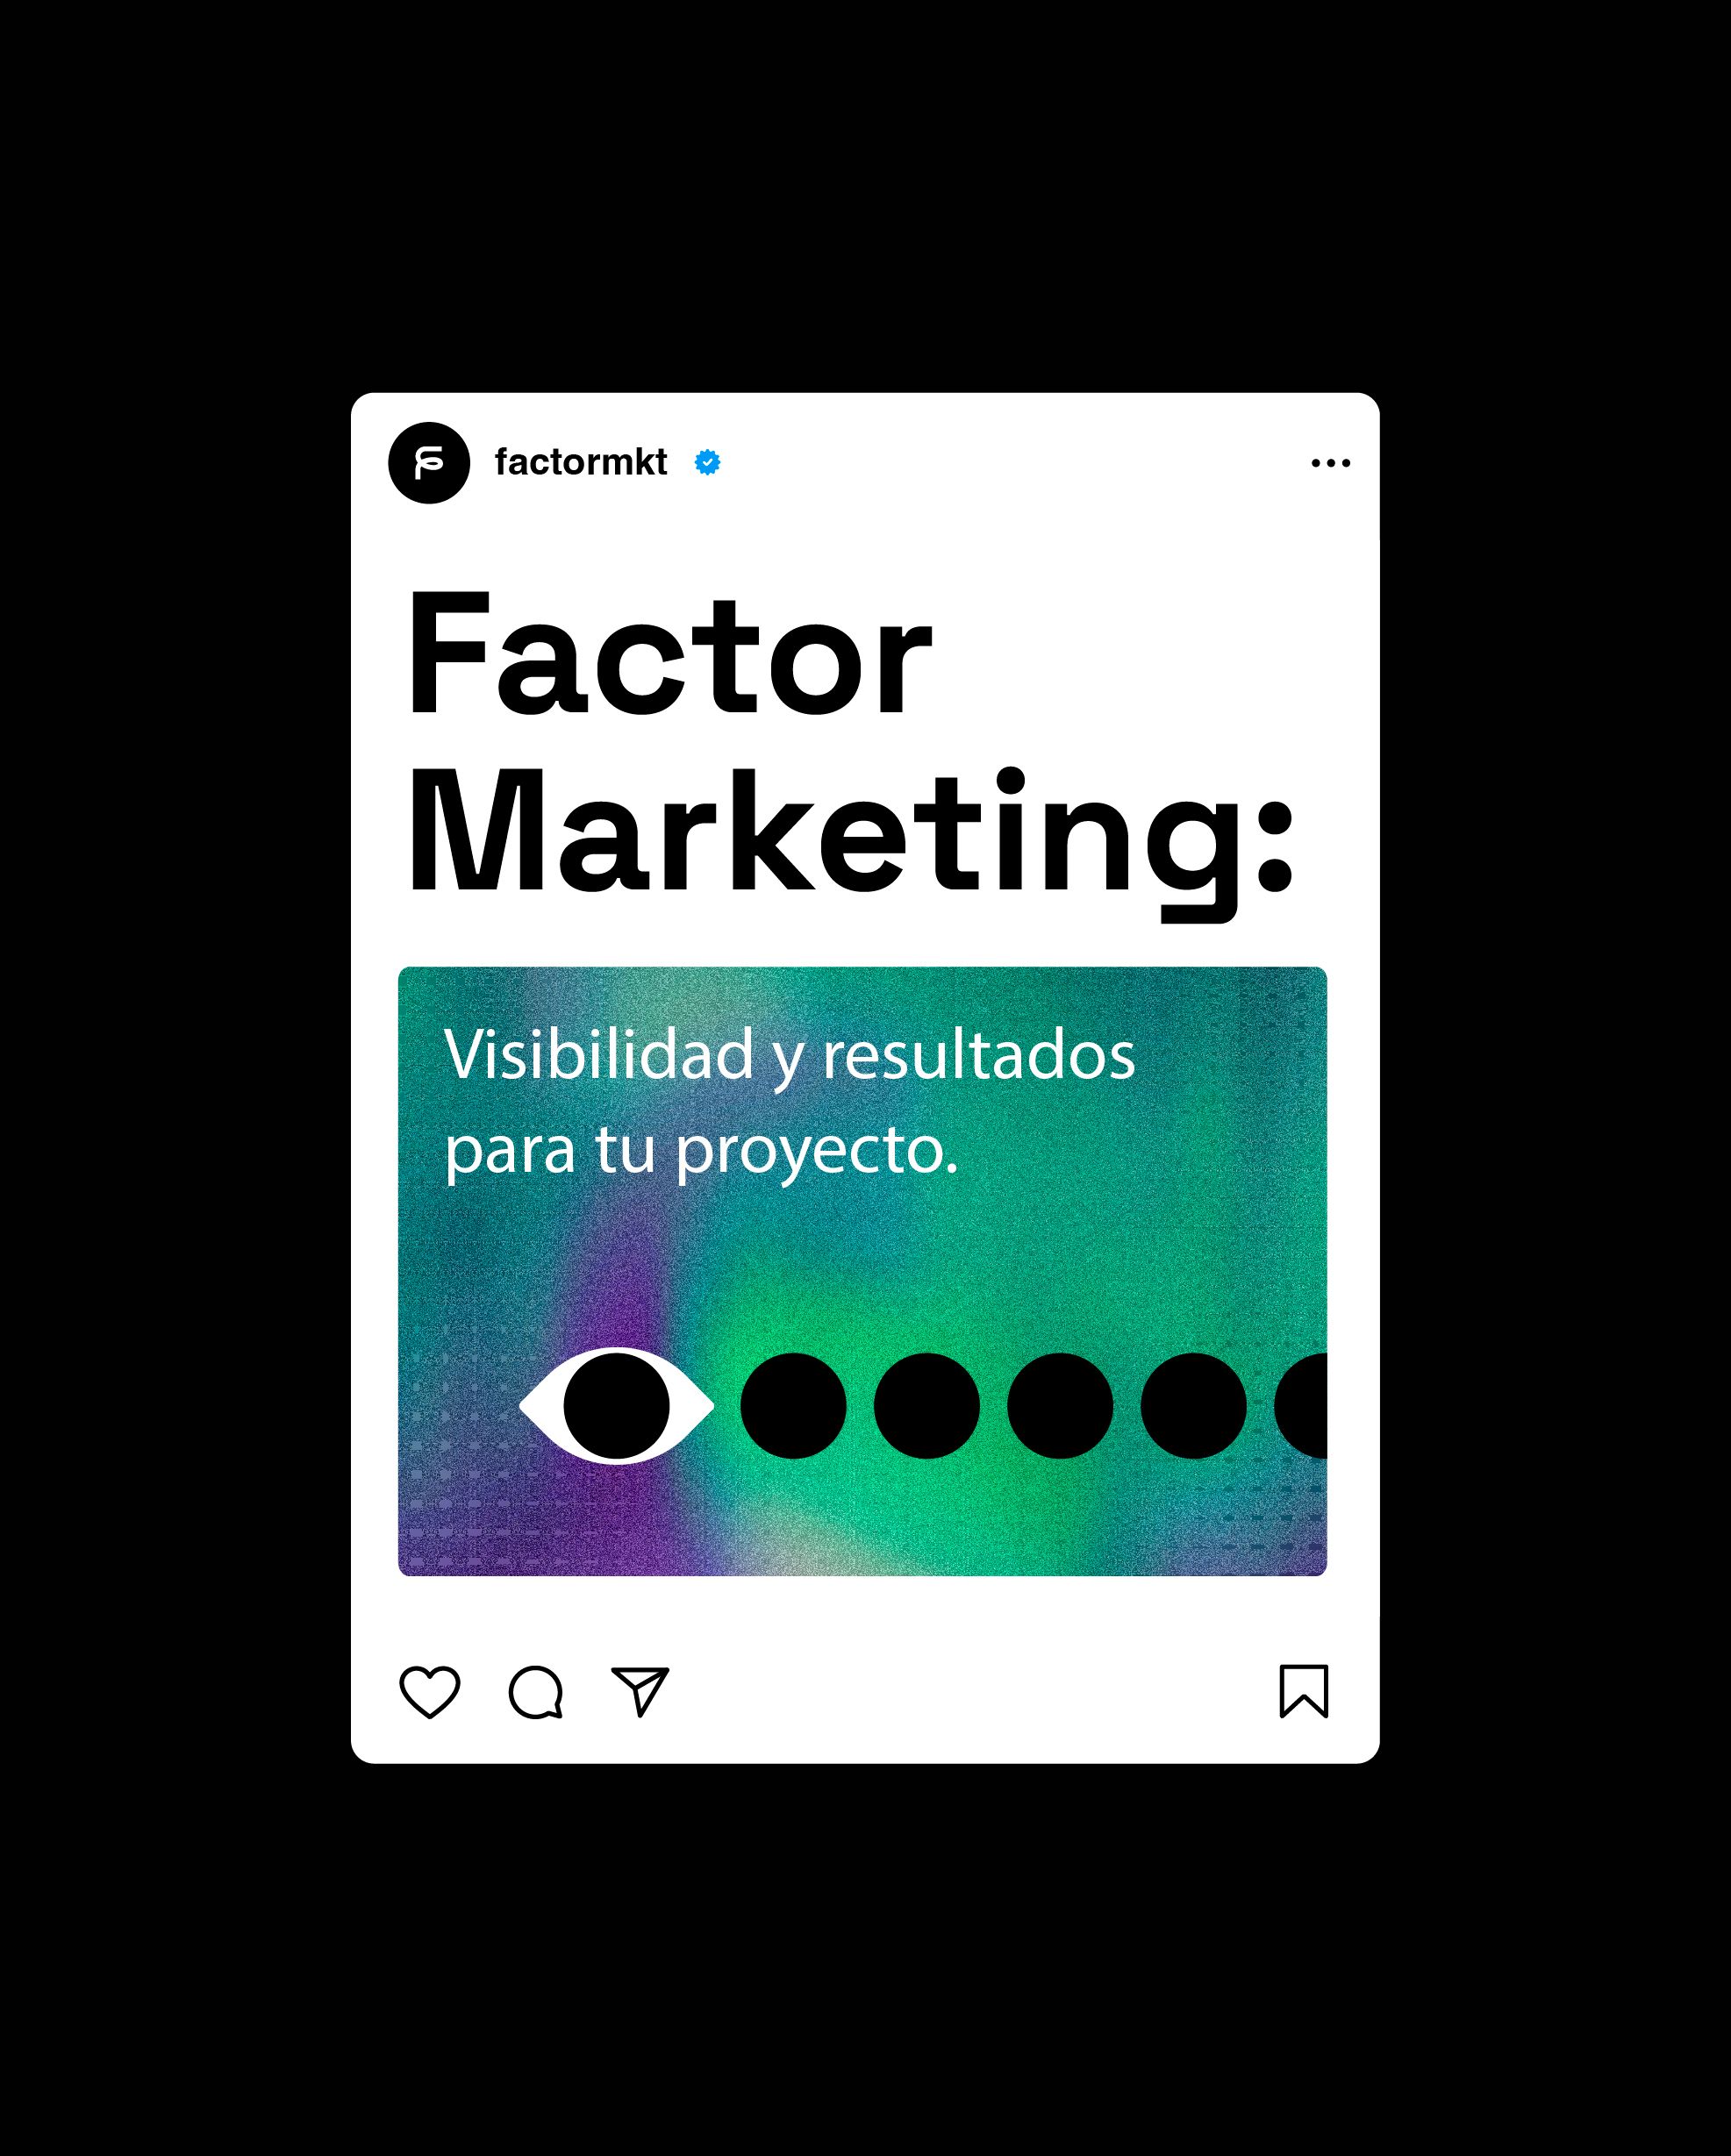 factormkt
Factor
Marketing:
Visibilidad y resultados
para tu proyecto.